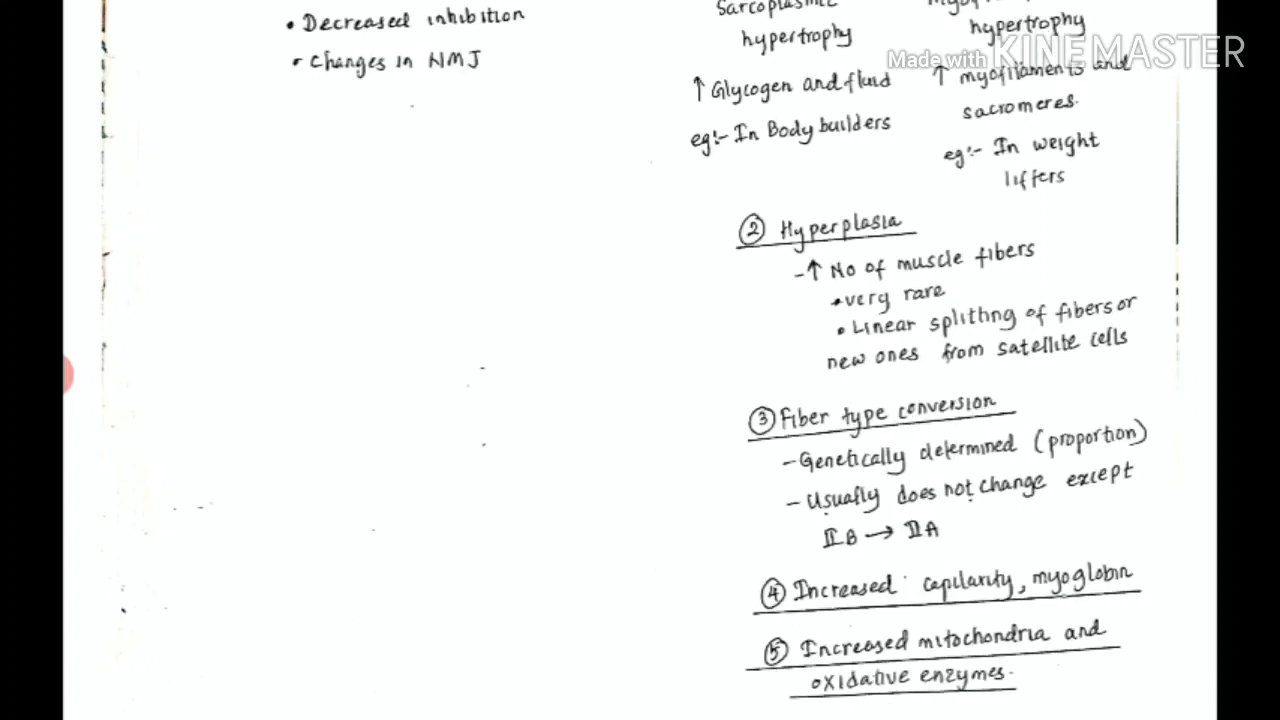 • Decreased inhibition
• Changes in NMJ
Sarcoplasmic
hypertrophy
↑ Glycogen and fluid
eg:- In Body builders
hypertrophy
↑ myofilaments and
sacromeres.
eg:- In weight
lifters
② Hyperplasia
-↑ No of muscle fibers
• very rare
• Linear splitting of fibers or
new ones from satellite cells
③ Fiber type conversion
- Genetically determined (proportion)
- Usually does not change except
IIB → IIA
④ Increased capilarity, myoglobin
⑤ Increased mitochondria and
oxidative enzymes.
Made with KINEMASTER